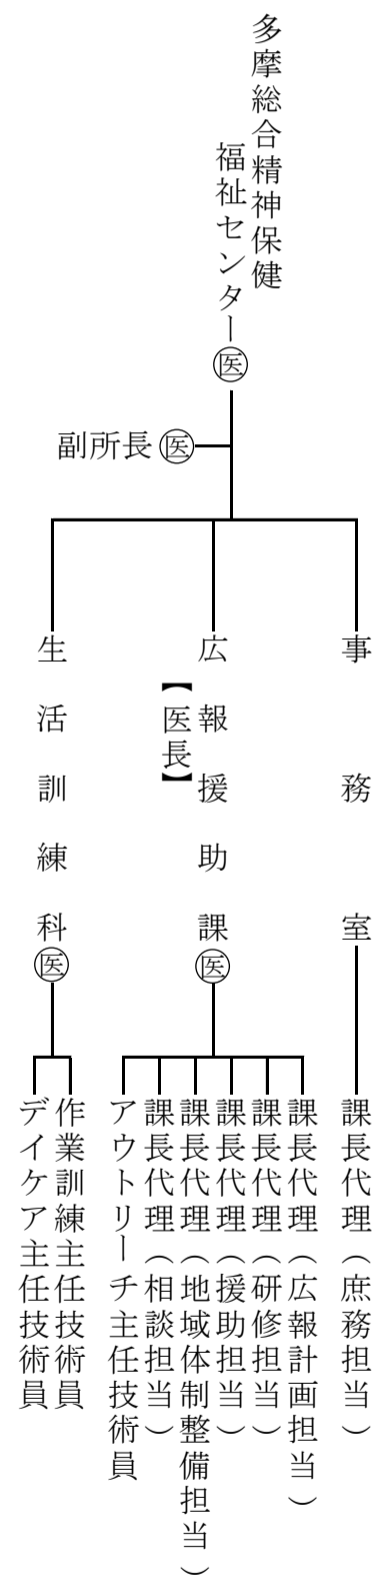 多摩総合精神保健
福祉センター㊩
副所長㊩
事務室
課長代理（庶務担当）
広報援助課㊩
【医長】
課長代理（広報計画担当）
課長代理（研修担当）
課長代理（援助担当）
課長代理（地域体制整備担当）
課長代理（相談担当）
アウトリーチ主任技術員
生活訓練科㊩
作業訓練主任技術員
デイケア主任技術員